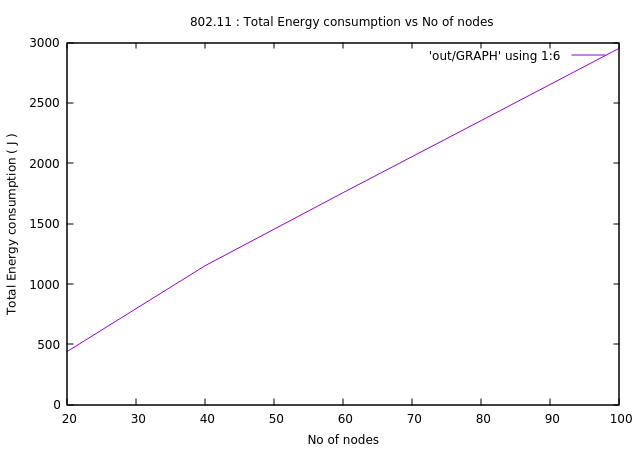 802.11 : Total Energy consumption vs No of nodes
3000
'out/GRAPH' using 1:6
2500
2000
Total Energy consumption ( J )
1500
1000
500
0
20 30 40 50 60 70 80 90 100
No of nodes